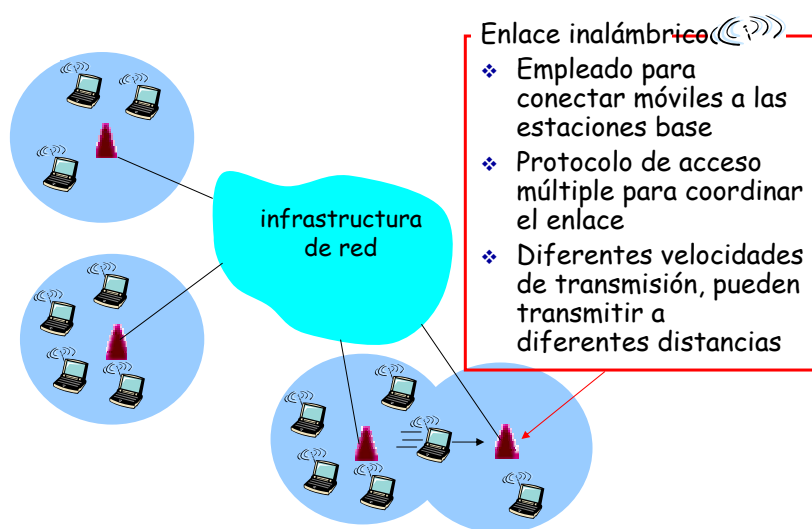 Enlace inalámbrico
Empleado para
conectar móviles a las
estaciones base
Protocolo de acceso
múltiple para coordinar
el enlace
Diferentes velocidades
de transmisión, pueden
transmitir a
diferentes distancias
infrastructura
de red